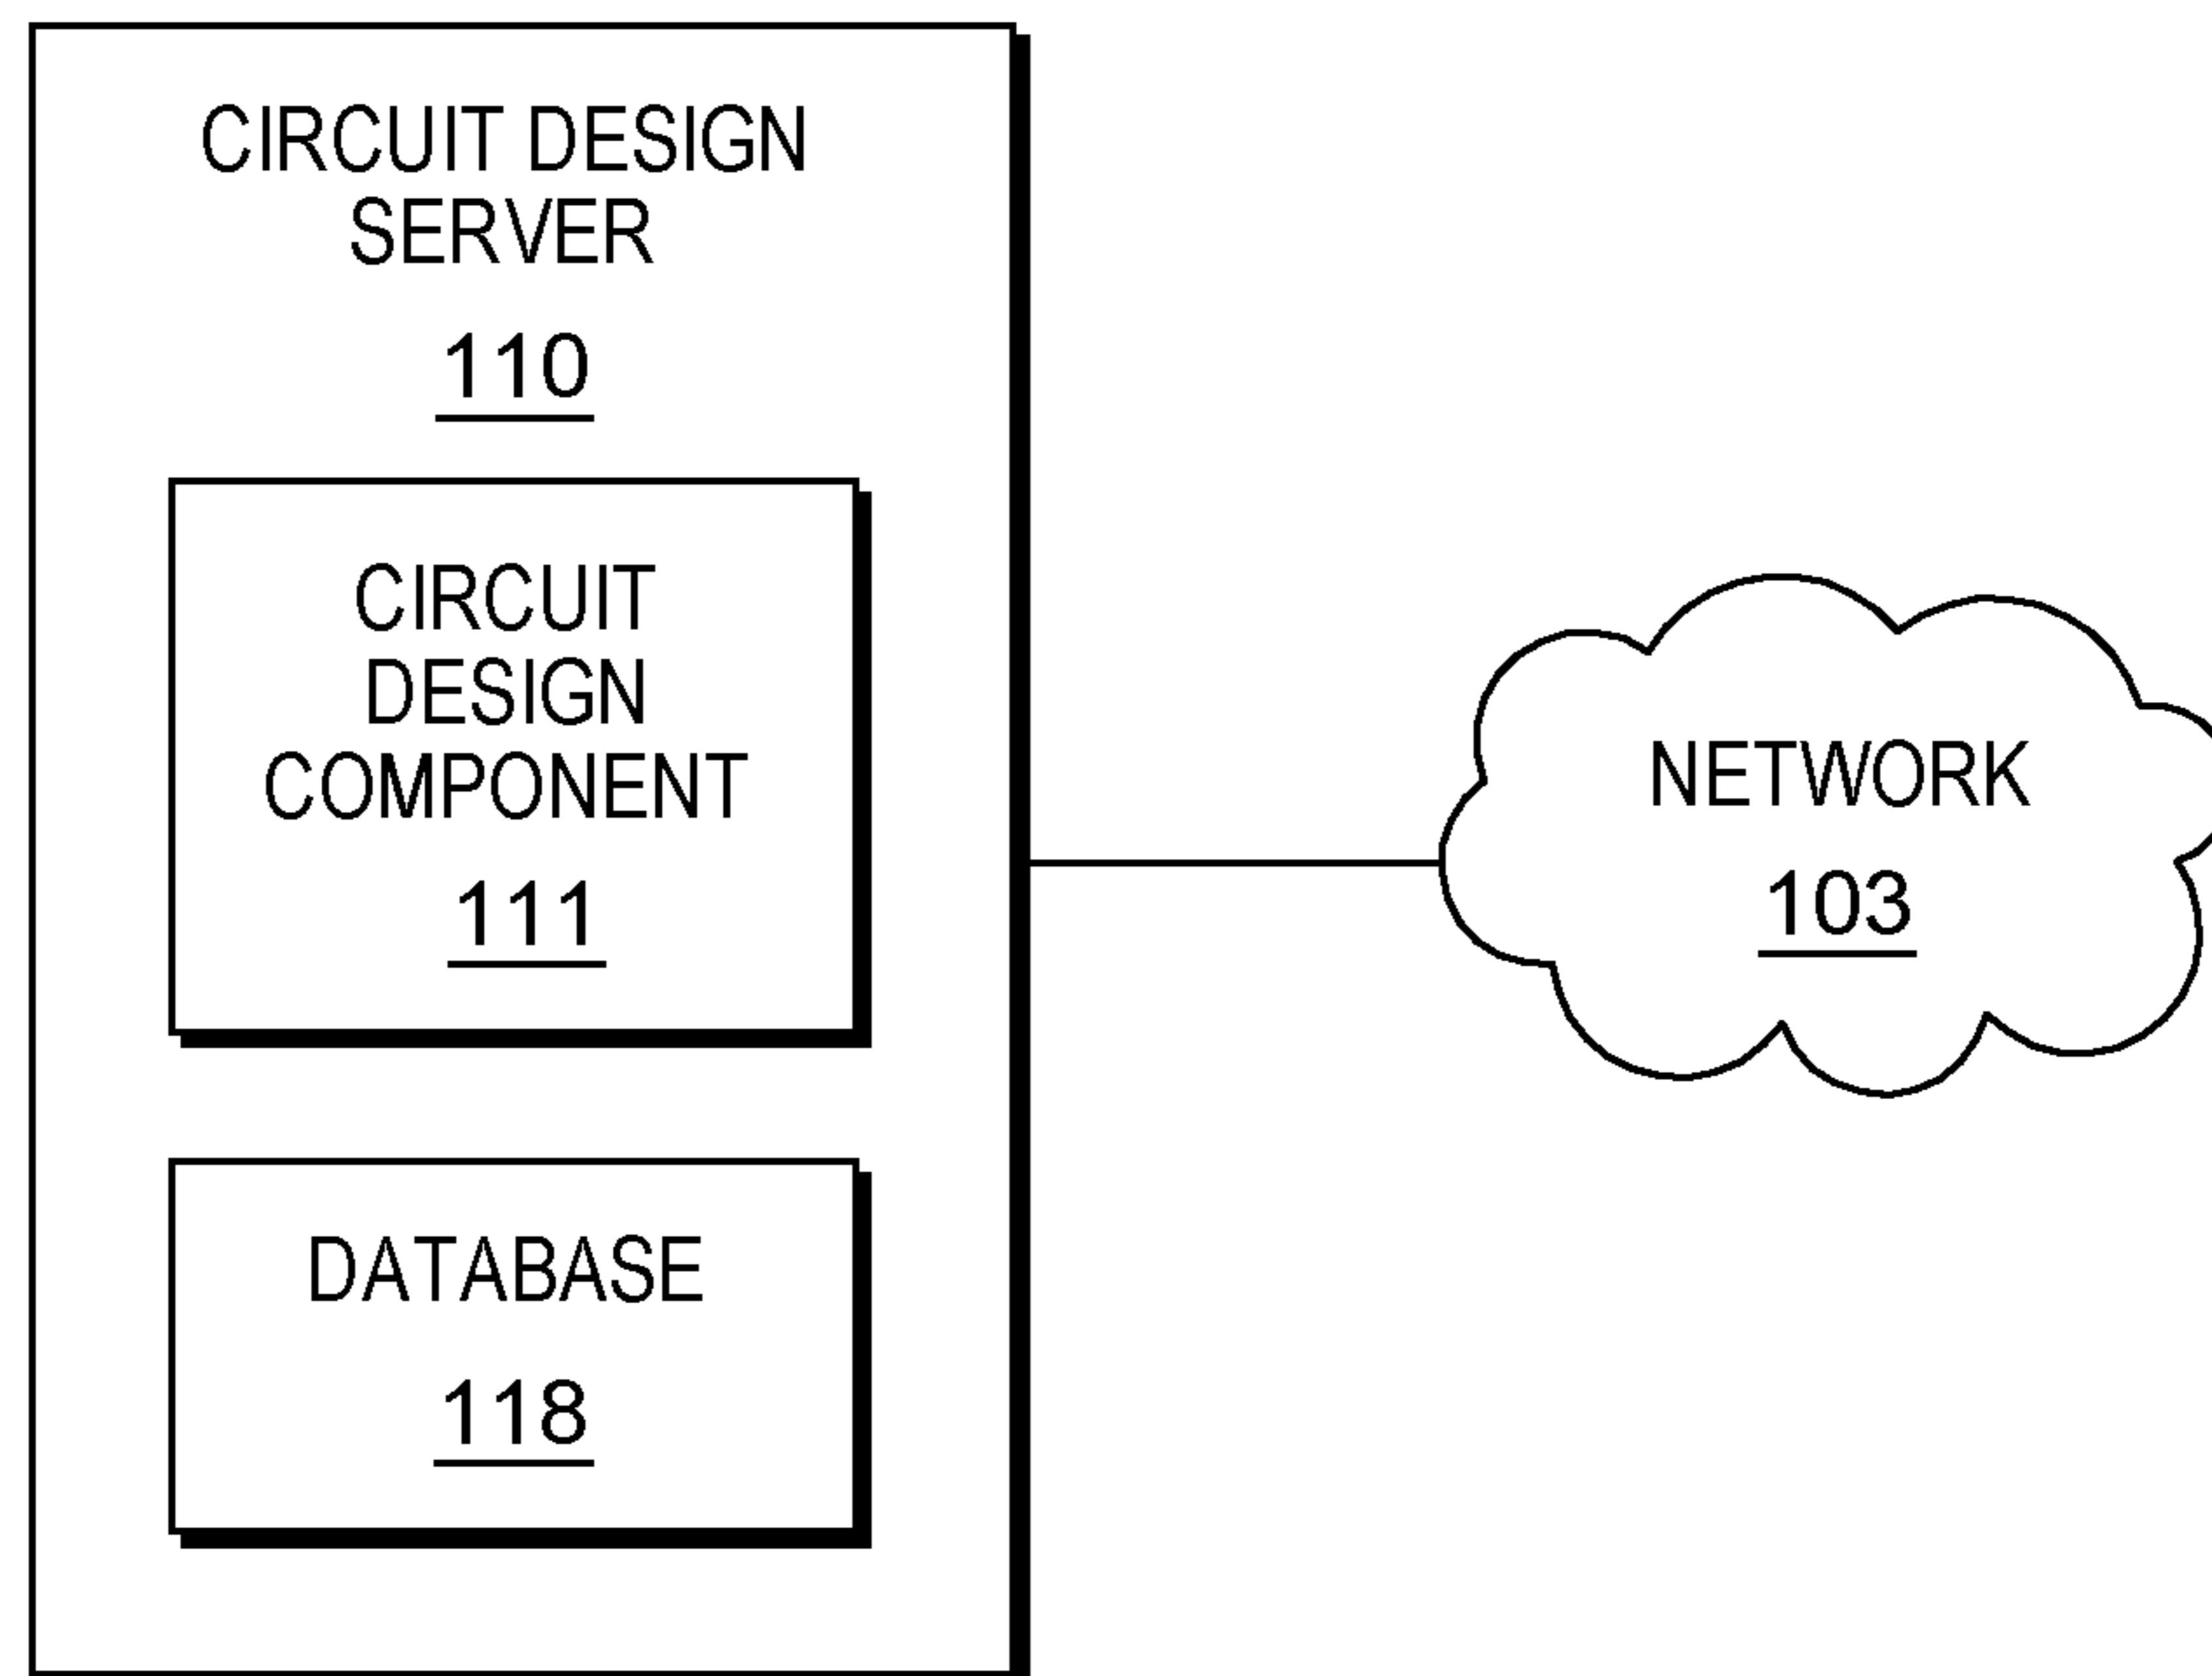 CIRCUIT DESIGN
SERVER
110
CIRCUIT
DESIGN
COMPONENT
111
DATABASE
118
NETWORK
103